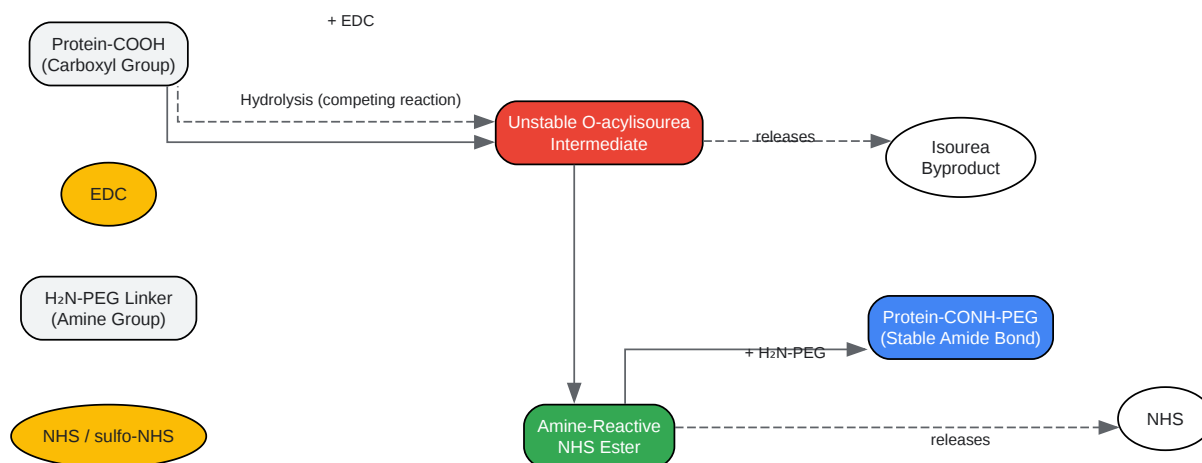 + EDC
Protein-COOH
(Carboxyl Group)
Hydrolysis (competing reaction)
Unstable O-acylisourea
Intermediate
releases
Isourea
Byproduct
EDC
H₂N-PEG Linker
(Amine Group)
Protein-CONH-PEG
(Stable Amide Bond)
+ H₂N-PEG
NHS / sulfo-NHS
Amine-Reactive
NHS Ester
releases
NHS